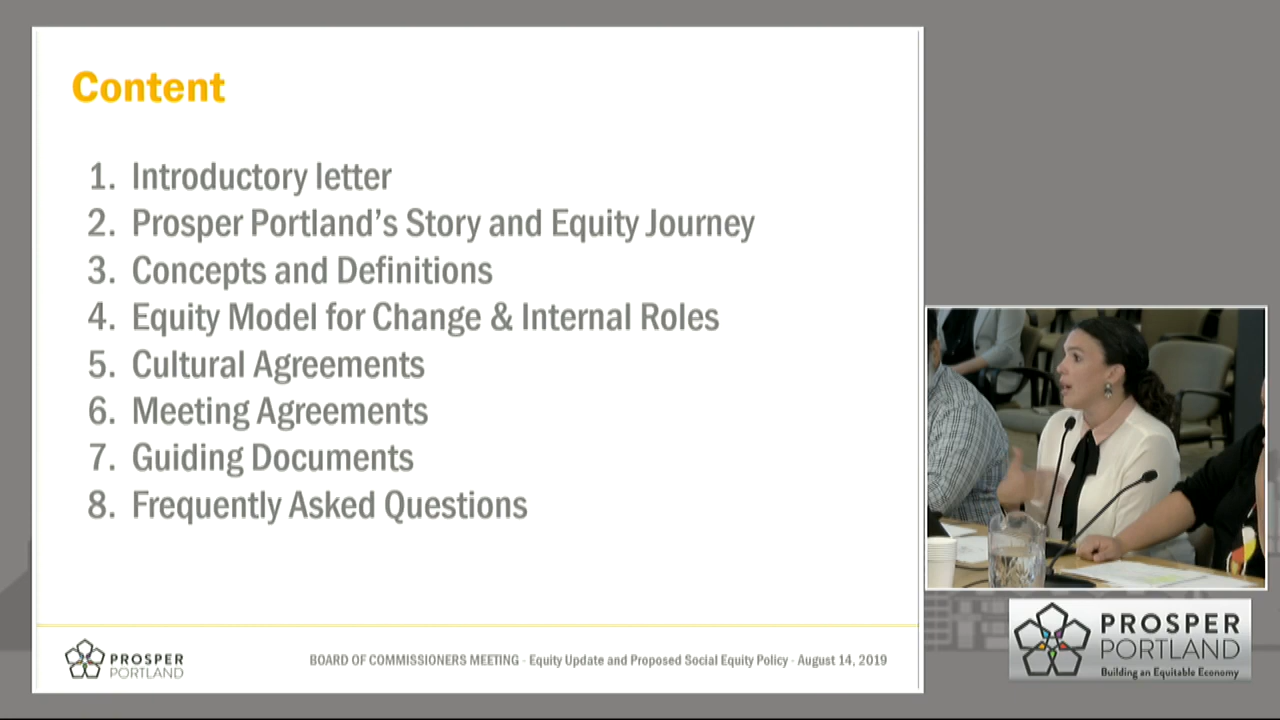 Content
1. Introductory letter
2. Prosper Portland's Story and Equity Journey
3. Concepts and Definitions
4. Equity Model for Change & Internal Roles
5. Cultural Agreements
6. Meeting Agreements
7. Guiding Documents
8. Frequently Asked Questions
PROSPER
PORTLAND
BOARD OF COMMISSIONERS MEETING - Equity Update and Proposed Social Equity Policy - August 14, 2019
PROSPER
PORTLAND
Building an Equitable Economy